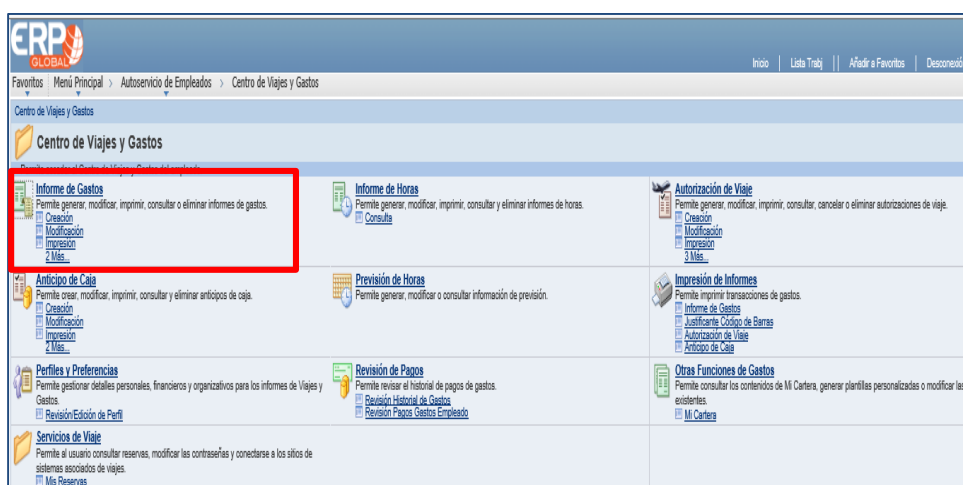 ERP
GLOBAL
Inicio | Lista Trabj || Añadir a Favoritos | Desconexió
Favoritos | Menú Principal > Autoservicio de Empleados > Centro de Viajes y Gastos
Centro de Viajes y Gastos
Centro de Viajes y Gastos
Informe de Gastos
Permite generar, modificar, imprimir, consultar o eliminar informes de gastos.
Creación
Modificación
Impresión
2 Más...
Informe de Horas
Permite generar, modificar, imprimir, consultar y eliminar informes de horas.
Consulta
Autorización de Viaje
Permite generar, modificar, imprimir, consultar, cancelar o eliminar autorizaciones de viaje.
Creación
Modificación
Impresión
3 Más...
Anticipo de Caja
Permite crear, modificar, imprimir, consultar y eliminar anticipos de caja.
Creación
Modificación
Impresión
2 Más...
Previsión de Horas
Permite generar, modificar o consultar información de previsión.
Impresión de Informes
Permite imprimir transacciones de gastos.
Informe de Gastos
Justificante Código de Barras
Autorización de Viaje
Anticipo de Caja
Perfiles y Preferencias
Permite gestionar detalles personales, financieros y organizativos para los informes de Viajes y
Gastos.
Revisión/Edición de Perfil
Revisión de Pagos
Permite revisar el historial de pagos de gastos.
Revisión Historial de Gastos
Revisión Pagos Gastos Empleado
Otras Funciones de Gastos
Permite consultar los contenidos de Mi Cartera, generar plantillas personalizadas o modificar las
existentes.
Mi Cartera
Servicios de Viaje
Permite al usuario consultar reservas, modificar las contraseñas y conectarse a los sitios de
sistemas asociados de viajes.
Mis Reservas